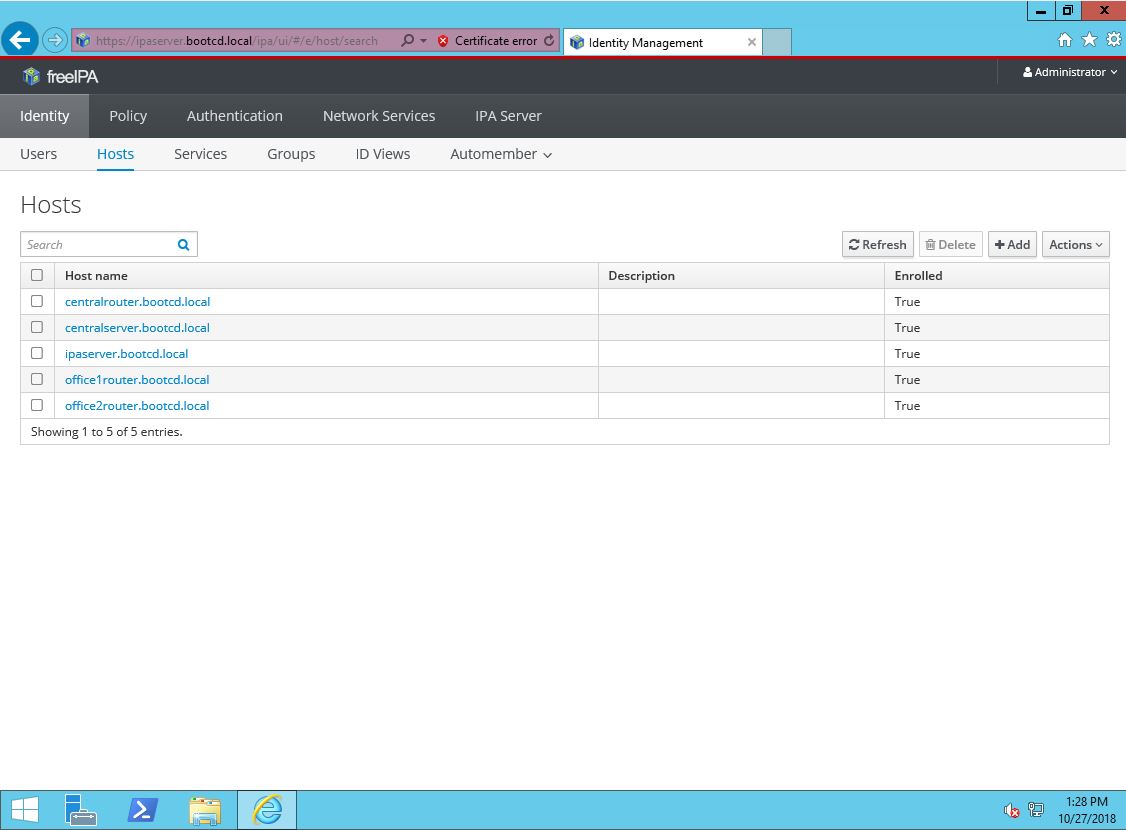 https://ipaserver.bootcd.local/ipa/ui/#/e/host/search Certificate error Identity Management
freeIPA Administrator
Identity Policy Authentication Network Services IPA Server
Users Hosts Services Groups ID Views Automember
Hosts
Search Refresh Delete Add Actions
Host name Description Enrolled
centralrouter.bootcd.local True
centralserver.bootcd.local True
ipaserver.bootcd.local True
office1router.bootcd.local True
office2router.bootcd.local True
Showing 1 to 5 of 5 entries.
1:28 PM
10/27/2018